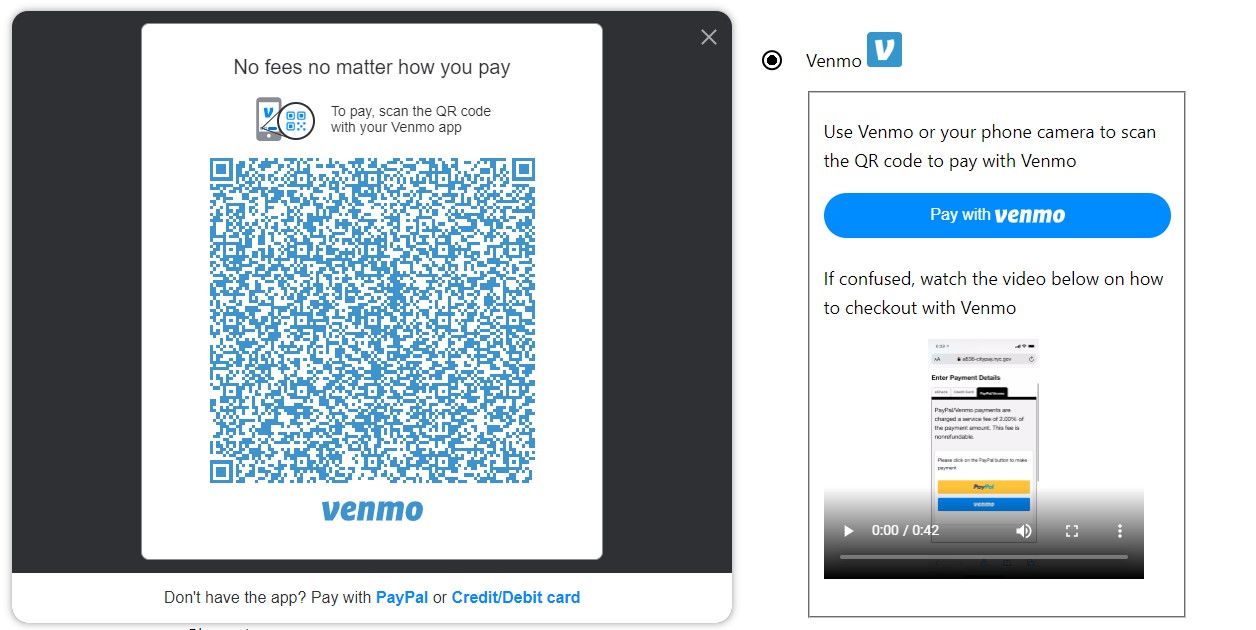 No fees no matter how you pay
To pay, scan the QR code
with your Venmo app
venmo
Don't have the app? Pay with PayPal or Credit/Debit card
Venmo V
Use Venmo or your phone camera to scan
the QR code to pay with Venmo
Pay with venmo
If confused, watch the video below on how
to checkout with Venmo
AA a836-citypay.nyc.gov
Enter Payment Details
PayPal/Venmo
PayPal/Venmo payments are
charged a service fee of 2.00% of
the payment amount. This fee is
nonrefundable.
Please click on the PayPal button to make
payment
PayPal
venmo
0:00 / 0:42